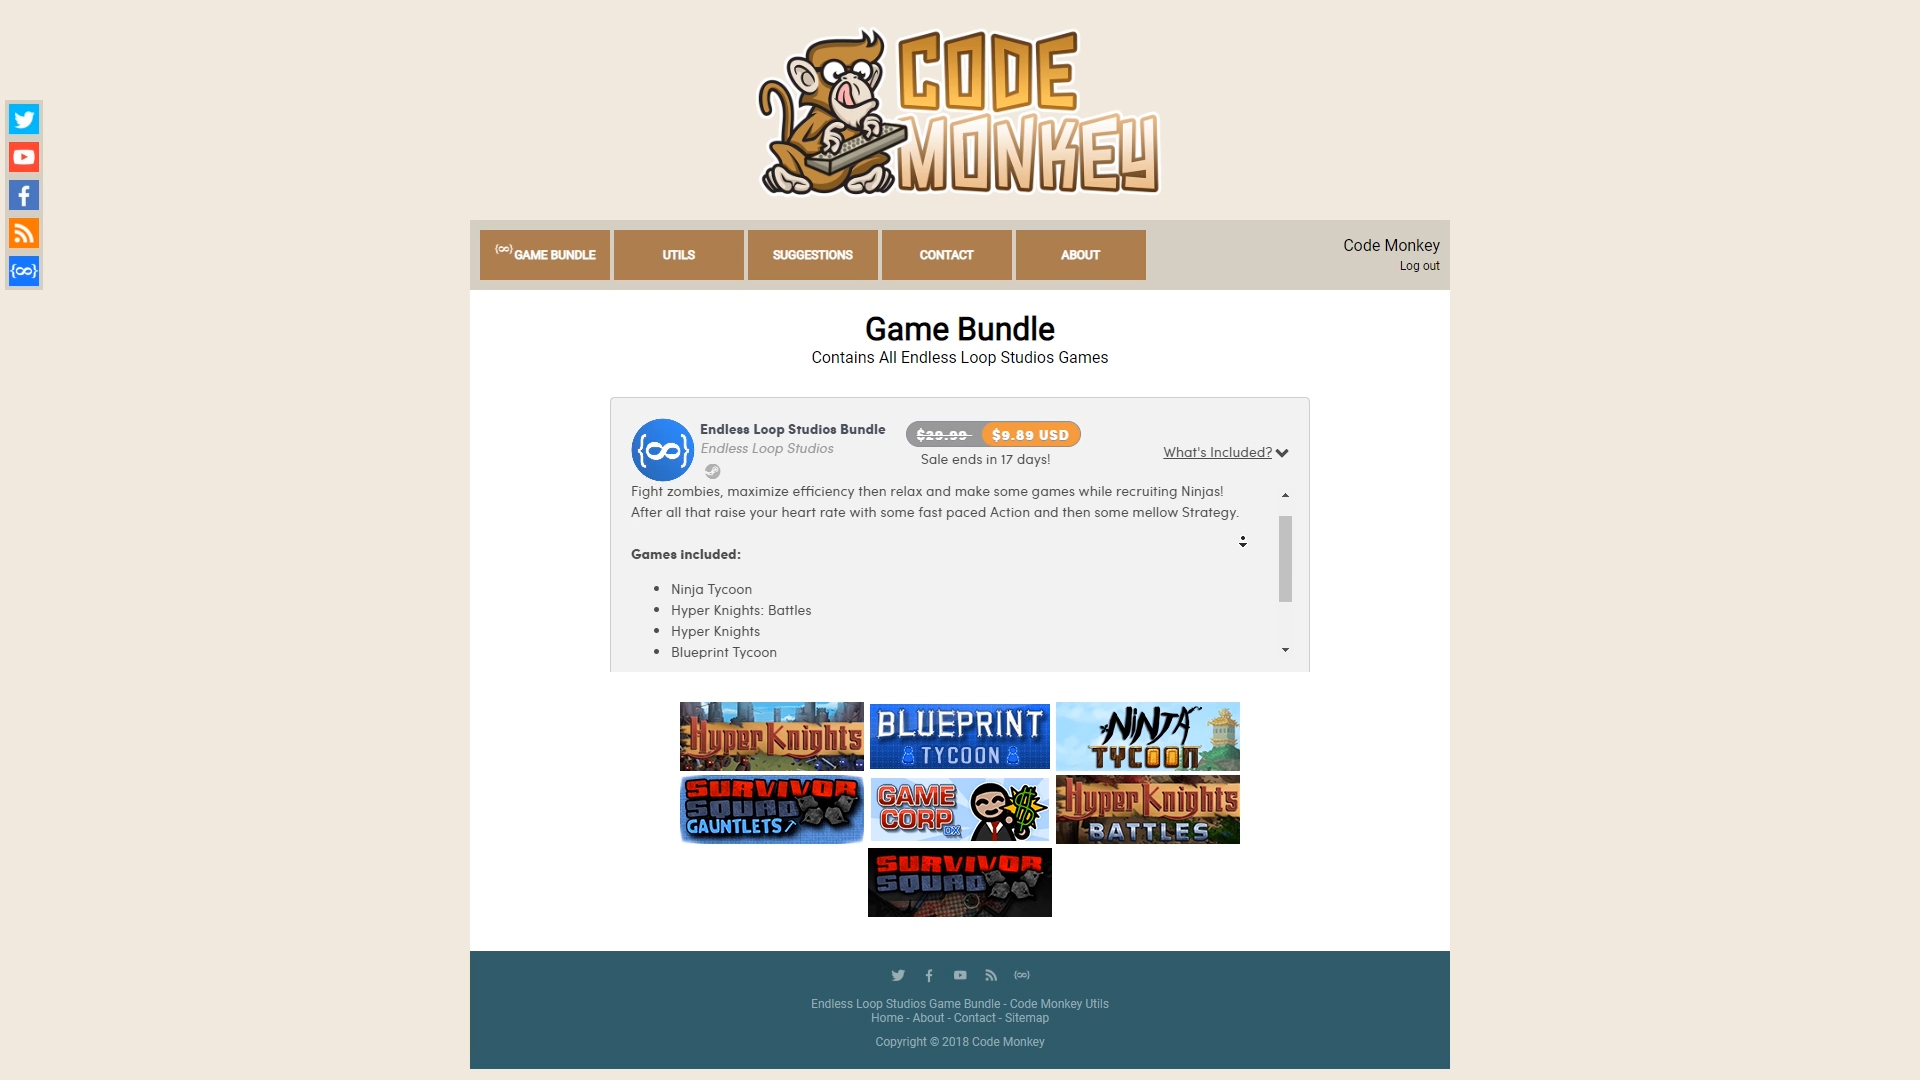 CODE
MONKEY
{∞} GAME BUNDLE
UTILS
SUGGESTIONS
CONTACT
ABOUT
Code Monkey
Log out
Game Bundle
Contains All Endless Loop Studios Games
{∞}
Endless Loop Studios Bundle
Endless Loop Studios
$29.99 $9.89 USD
Sale ends in 17 days!
What's Included?
Fight zombies, maximize efficiency then relax and make some games while recruiting Ninjas!
After all that raise your heart rate with some fast paced Action and then some mellow Strategy.
Games included:
• Ninja Tycoon
• Hyper Knights: Battles
• Hyper Knights
• Blueprint Tycoon
Hyper Knights
BLUEPRINT
TYCOON
NINJA
TYCOON
SURVIVOR
SQUAD
GAUNTLETS
GAME
CORP DX
Hyper Knights
BATTLES
SURVIVOR
SQUAD
Endless Loop Studios Game Bundle - Code Monkey Utils
Home - About - Contact - Sitemap
Copyright © 2018 Code Monkey